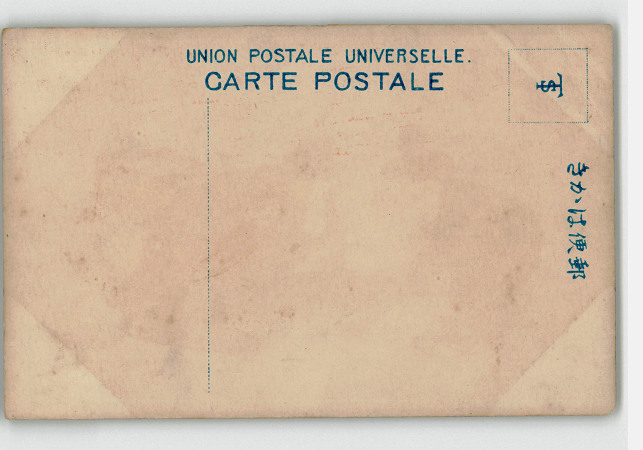 UNION POSTALE UNIVERSELLE.
CARTE POSTALE
きかは便郵